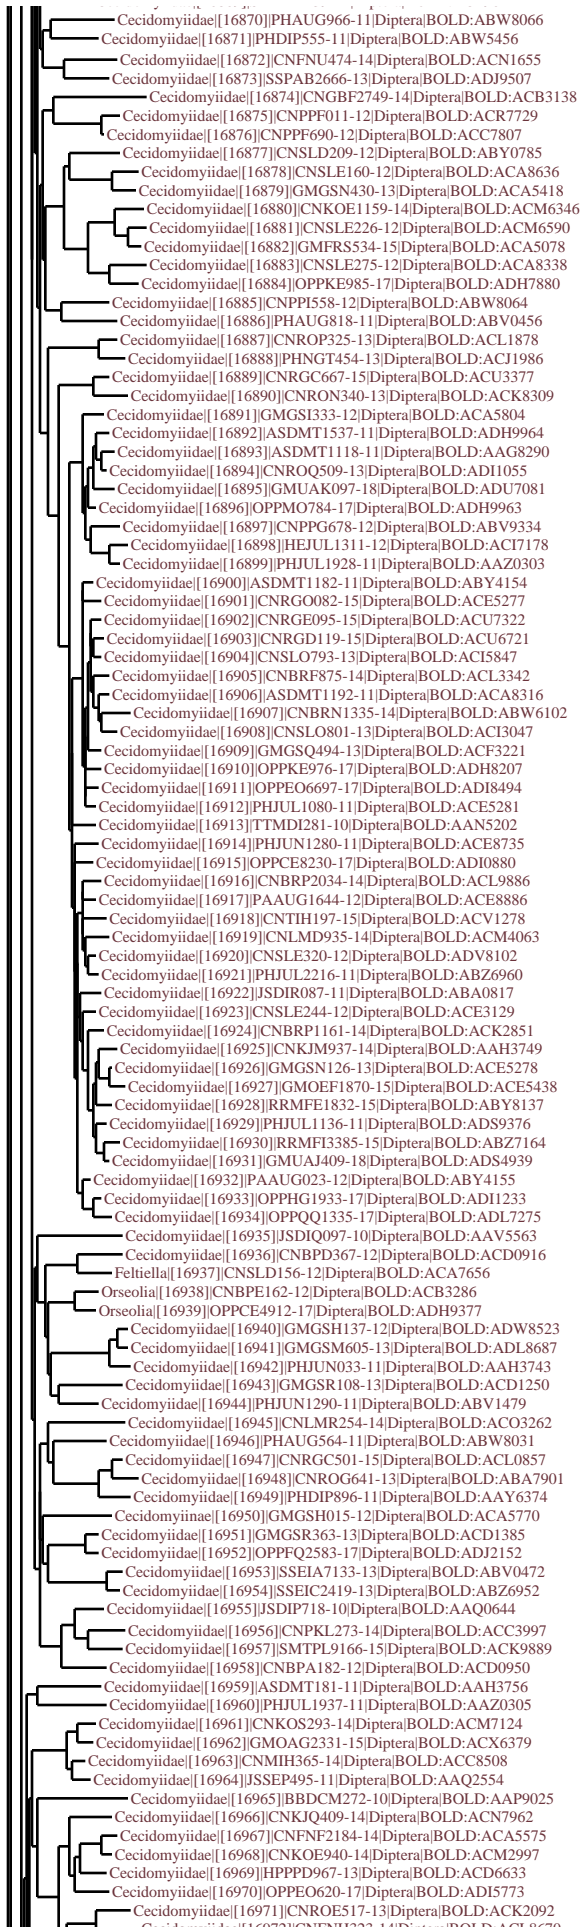 Cecidomyiidae|[16870]|PHAUG966-11|Diptera|BOLD:ABW8066
Cecidomyiidae|[16871]|PHDIP555-11|Diptera|BOLD:ABW5456
Cecidomyiidae|[16872]|CNFNU474-14|Diptera|BOLD:ACN1655
Cecidomyiidae|[16873]|SSPAB2666-13|Diptera|BOLD:ADJ9507
Cecidomyiidae|[16874]|CNGBF2749-14|Diptera|BOLD:ACB3138
Cecidomyiidae|[16875]|CNPPF011-12|Diptera|BOLD:ACR7729
Cecidomyiidae|[16876]|CNPPF690-12|Diptera|BOLD:ACC7807
Cecidomyiidae|[16877]|CNSLD209-12|Diptera|BOLD:ABY0785
Cecidomyiidae|[16878]|CNSLE160-12|Diptera|BOLD:ACA8636
Cecidomyiidae|[16879]|GMGSN430-13|Diptera|BOLD:ACA5418
Cecidomyiidae|[16880]|CNKOE1159-14|Diptera|BOLD:ACM6346
Cecidomyiidae|[16881]|CNSLE226-12|Diptera|BOLD:ACM6590
Cecidomyiidae|[16882]|GMFRS534-15|Diptera|BOLD:ACA5078
Cecidomyiidae|[16883]|CNSLE275-12|Diptera|BOLD:ACA8338
Cecidomyiidae|[16884]|OPPKE985-17|Diptera|BOLD:ADH7880
Cecidomyiidae|[16885]|CNPPI558-12|Diptera|BOLD:ABW8064
Cecidomyiidae|[16886]|PHAUG818-11|Diptera|BOLD:ABV0456
Cecidomyiidae|[16887]|CNROP325-13|Diptera|BOLD:ACL1878
Cecidomyiidae|[16888]|PHNGT454-13|Diptera|BOLD:ACJ1986
Cecidomyiidae|[16889]|CNRGC667-15|Diptera|BOLD:ACU3377
Cecidomyiidae|[16890]|CNRON340-13|Diptera|BOLD:ACK8309
Cecidomyiidae|[16891]|GMGSI333-12|Diptera|BOLD:ACA5804
Cecidomyiidae|[16892]|ASDMT1537-11|Diptera|BOLD:ADH9964
Cecidomyiidae|[16893]|ASDMT1118-11|Diptera|BOLD:AAG8290
Cecidomyiidae|[16894]|CNROQ509-13|Diptera|BOLD:ADI1055
Cecidomyiidae|[16895]|GMUAK097-18|Diptera|BOLD:ADU7081
Cecidomyiidae|[16896]|OPPMO784-17|Diptera|BOLD:ADH9963
Cecidomyiidae|[16897]|CNPPG678-12|Diptera|BOLD:ABV9334
Cecidomyiidae|[16898]|HEJUL1311-12|Diptera|BOLD:ACI7178
Cecidomyiidae|[16899]|PHJUL1928-11|Diptera|BOLD:AAZ0303
Cecidomyiidae|[16900]|ASDMT1182-11|Diptera|BOLD:ABY4154
Cecidomyiidae|[16901]|CNRGO082-15|Diptera|BOLD:ACE5277
Cecidomyiidae|[16902]|CNRGE095-15|Diptera|BOLD:ACU7322
Cecidomyiidae|[16903]|CNRGD119-15|Diptera|BOLD:ACU6721
Cecidomyiidae|[16904]|CNSLO793-13|Diptera|BOLD:ACI5847
Cecidomyiidae|[16905]|CNBRF875-14|Diptera|BOLD:ACL3342
Cecidomyiidae|[16906]|ASDMT1192-11|Diptera|BOLD:ACA8316
Cecidomyiidae|[16907]|CNBRN1335-14|Diptera|BOLD:ABW6102
Cecidomyiidae|[16908]|CNSLO801-13|Diptera|BOLD:ACI3047
Cecidomyiidae|[16909]|GMGSQ494-13|Diptera|BOLD:ACF3221
Cecidomyiidae|[16910]|OPPKE976-17|Diptera|BOLD:ADH8207
Cecidomyiidae|[16911]|OPPEO6697-17|Diptera|BOLD:ADI8494
Cecidomyiidae|[16912]|PHJUL1080-11|Diptera|BOLD:ACE5281
Cecidomyiidae|[16913]|TTMDI281-10|Diptera|BOLD:AAN5202
Cecidomyiidae|[16914]|PHJUN1280-11|Diptera|BOLD:ACE8735
Cecidomyiidae|[16915]|OPPCE8230-17|Diptera|BOLD:ADI0880
Cecidomyiidae|[16916]|CNBRP2034-14|Diptera|BOLD:ACL9886
Cecidomyiidae|[16917]|PAAUG1644-12|Diptera|BOLD:ACE8886
Cecidomyiidae|[16918]|CNTIH197-15|Diptera|BOLD:ACV1278
Cecidomyiidae|[16919]|CNLMD935-14|Diptera|BOLD:ACM4063
Cecidomyiidae|[16920]|CNSLE320-12|Diptera|BOLD:ADV8102
Cecidomyiidae|[16921]|PHJUL2216-11|Diptera|BOLD:ABZ6960
Cecidomyiidae|[16922]|JSDIR087-11|Diptera|BOLD:ABA0817
Cecidomyiidae|[16923]|CNSLE244-12|Diptera|BOLD:ACE3129
Cecidomyiidae|[16924]|CNBRP1161-14|Diptera|BOLD:ACK2851
Cecidomyiidae|[16925]|CNKJM937-14|Diptera|BOLD:AAH3749
Cecidomyiidae|[16926]|GMGSN126-13|Diptera|BOLD:ACE5278
Cecidomyiidae|[16927]|GMOEF1870-15|Diptera|BOLD:ACE5438
Cecidomyiidae|[16928]|RRMFE1832-15|Diptera|BOLD:ABY8137
Cecidomyiidae|[16929]|PHJUL1136-11|Diptera|BOLD:ADS9376
Cecidomyiidae|[16930]|RRMFI3385-15|Diptera|BOLD:ABZ7164
Cecidomyiidae|[16931]|GMUAJ409-18|Diptera|BOLD:ADS4939
Cecidomyiidae|[16932]|PAAUG023-12|Diptera|BOLD:ABY4155
Cecidomyiidae|[16933]|OPPHG1933-17|Diptera|BOLD:ADI1233
Cecidomyiidae|[16934]|OPPQQ1335-17|Diptera|BOLD:ADL7275
Cecidomyiidae|[16935]|JSDIQ097-10|Diptera|BOLD:AAV5563
Cecidomyiidae|[16936]|CNBPD367-12|Diptera|BOLD:ACD0916
Feltiella|[16937]|CNSLD156-12|Diptera|BOLD:ACA7656
Orseolia|[16938]|CNBPE162-12|Diptera|BOLD:ACB3286
Orseolia|[16939]|OPPCE4912-17|Diptera|BOLD:ADH9377
Cecidomyiidae|[16940]|GMGSH137-12|Diptera|BOLD:ADW8523
Cecidomyiidae|[16941]|GMGSM605-13|Diptera|BOLD:ADL8687
Cecidomyiidae|[16942]|PHJUN033-11|Diptera|BOLD:AAH3743
Cecidomyiidae|[16943]|GMGSR108-13|Diptera|BOLD:ACD1250
Cecidomyiidae|[16944]|PHJUN1290-11|Diptera|BOLD:ABV1479
Cecidomyiidae|[16945]|CNLMR254-14|Diptera|BOLD:ACO3262
Cecidomyiidae|[16946]|PHAUG564-11|Diptera|BOLD:ABW8031
Cecidomyiidae|[16947]|CNRGC501-15|Diptera|BOLD:ACL0857
Cecidomyiidae|[16948]|CNROG641-13|Diptera|BOLD:ABA7901
Cecidomyiidae|[16949]|PHDIP896-11|Diptera|BOLD:AAY6374
Cecidomyiinae|[16950]|GMGSH015-12|Diptera|BOLD:ACA5770
Cecidomyiidae|[16951]|GMGSR363-13|Diptera|BOLD:ACD1385
Cecidomyiidae|[16952]|OPPFQ2583-17|Diptera|BOLD:ADJ2152
Cecidomyiidae|[16953]|SSEIA7133-13|Diptera|BOLD:ABV0472
Cecidomyiidae|[16954]|SSEIC2419-13|Diptera|BOLD:ABZ6952
Cecidomyiidae|[16955]|JSDIP718-10|Diptera|BOLD:AAQ0644
Cecidomyiidae|[16956]|CNPKL273-14|Diptera|BOLD:ACC3997
Cecidomyiidae|[16957]|SMTPL9166-15|Diptera|BOLD:ACK9889
Cecidomyiidae|[16958]|CNBPA182-12|Diptera|BOLD:ACD0950
Cecidomyiidae|[16959]|ASDMT181-11|Diptera|BOLD:AAH3756
Cecidomyiidae|[16960]|PHJUL1937-11|Diptera|BOLD:AAZ0305
Cecidomyiidae|[16961]|CNKOS293-14|Diptera|BOLD:ACM7124
Cecidomyiidae|[16962]|GMOAG2331-15|Diptera|BOLD:ACX6379
Cecidomyiidae|[16963]|CNMIH365-14|Diptera|BOLD:ACC8508
Cecidomyiidae|[16964]|JSSEP495-11|Diptera|BOLD:AAQ2554
Cecidomyiidae|[16965]|BBDCM272-10|Diptera|BOLD:AAP9025
Cecidomyiidae|[16966]|CNKJQ409-14|Diptera|BOLD:ACN7962
Cecidomyiidae|[16967]|CNFNF2184-14|Diptera|BOLD:ACA5575
Cecidomyiidae|[16968]|CNKOE940-14|Diptera|BOLD:ACM2997
Cecidomyiidae|[16969]|HPPPD967-13|Diptera|BOLD:ACD6633
Cecidomyiidae|[16970]|OPPEO620-17|Diptera|BOLD:ADI5773
Cecidomyiidae|[16971]|CNROE517-13|Diptera|BOLD:ACK2092